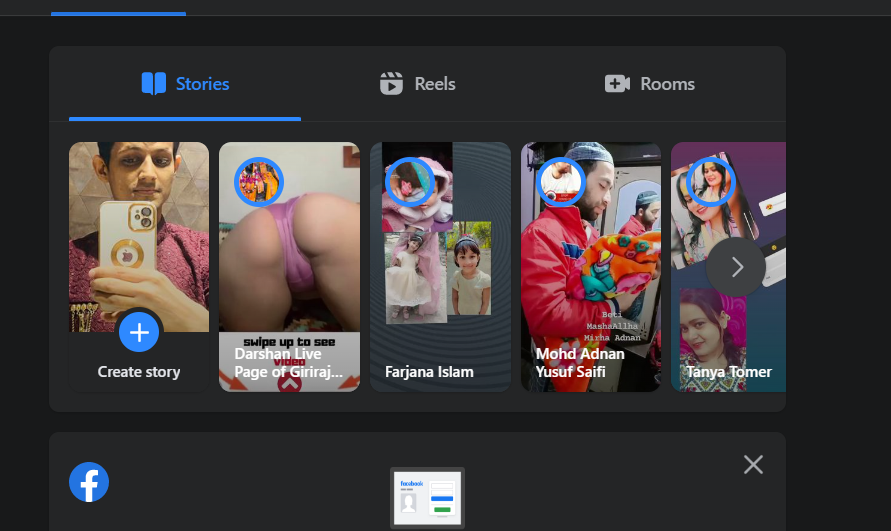 Stories
Reels
Rooms
Create story
swipe up to see
video
Darshan Live
Page of Giriraj...
Farjana Islam
Beti
MashaAllha
Mirha Adnan
Mohd Adnan
Yusuf Saifi
Tanya Tomer
facebook